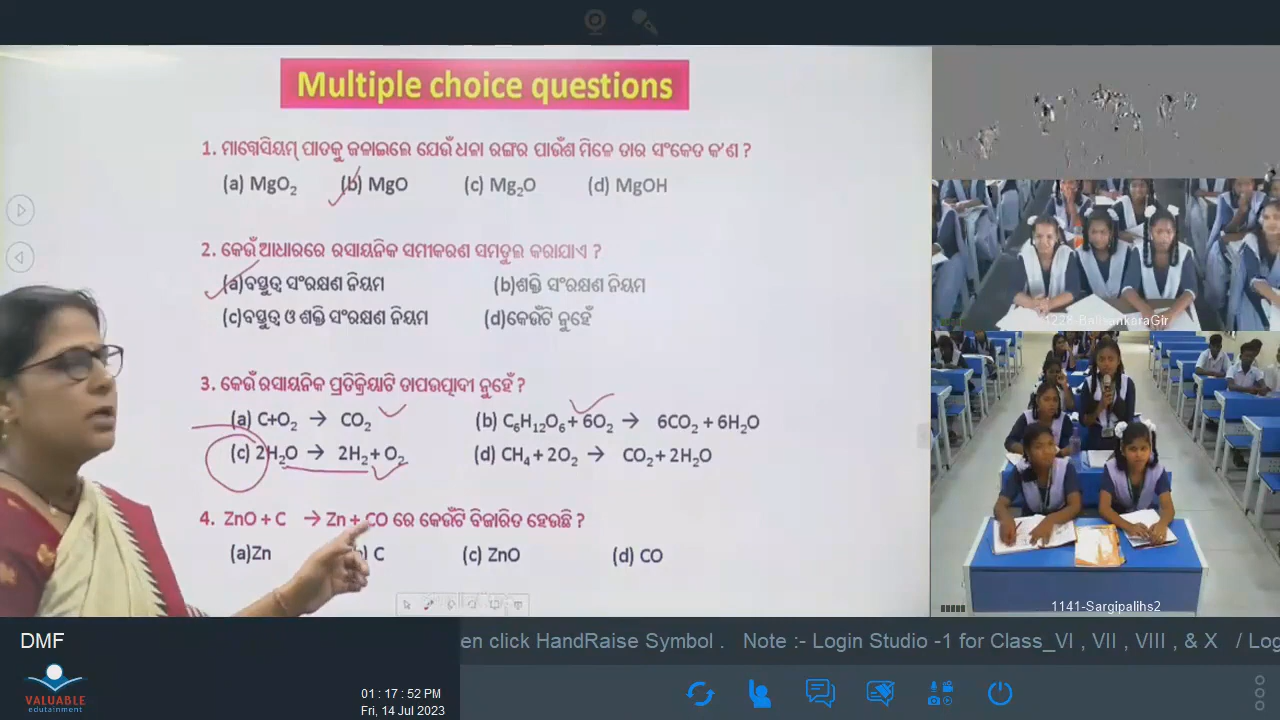 Multiple choice questions
1. ମାଗ୍ନେସିୟମ୍ ପାତକୁ ଜଳାଇଲେ ଯେଉଁ ଧଳା ରଙ୍ଗର ପାଉଁଶ ମିଳେ ତାର ସଂକେତ କ'ଣ ?
(a) MgO₂ (b) MgO (c) Mg₂O (d) MgOH
2. କେଉଁ ଆଧାରରେ ରସାୟନିକ ସମୀକରଣ ସମତୁଲ କରାଯାଏ ?
(a)ବସ୍ତୁତ୍ୱ ସଂରକ୍ଷଣ ନିୟମ (b)ଶକ୍ତି ସଂରକ୍ଷଣ ନିୟମ
(c)ବସ୍ତୁତ୍ୱ ଓ ଶକ୍ତି ସଂରକ୍ଷଣ ନିୟମ (d)କେଉଁଟି ନୁହେଁ
3. କେଉଁ ରସାୟନିକ ପ୍ରତିକ୍ରିୟାଟି ତାପଉତ୍ପାଦୀ ନୁହେଁ ?
(a) C+O₂ → CO₂ (b) C₆H₁₂O₆ + 6O₂ → 6CO₂ + 6H₂O
(c) 2H₂O → 2H₂ + O₂ (d) CH₄ + 2O₂ → CO₂ + 2H₂O
4. ZnO + C → Zn + CO ରେ କେଉଁଟି ବିଜାରିତ ହେଉଛି ?
(a)Zn C (c) ZnO (d) CO
1141-Sargipalihs2
DMF
en click HandRaise Symbol . Note :- Login Studio -1 for Class_VI , VII , VIII , & X / Log
VALUABLE
edutainment
01 : 17 : 52 PM
Fri, 14 Jul 2023